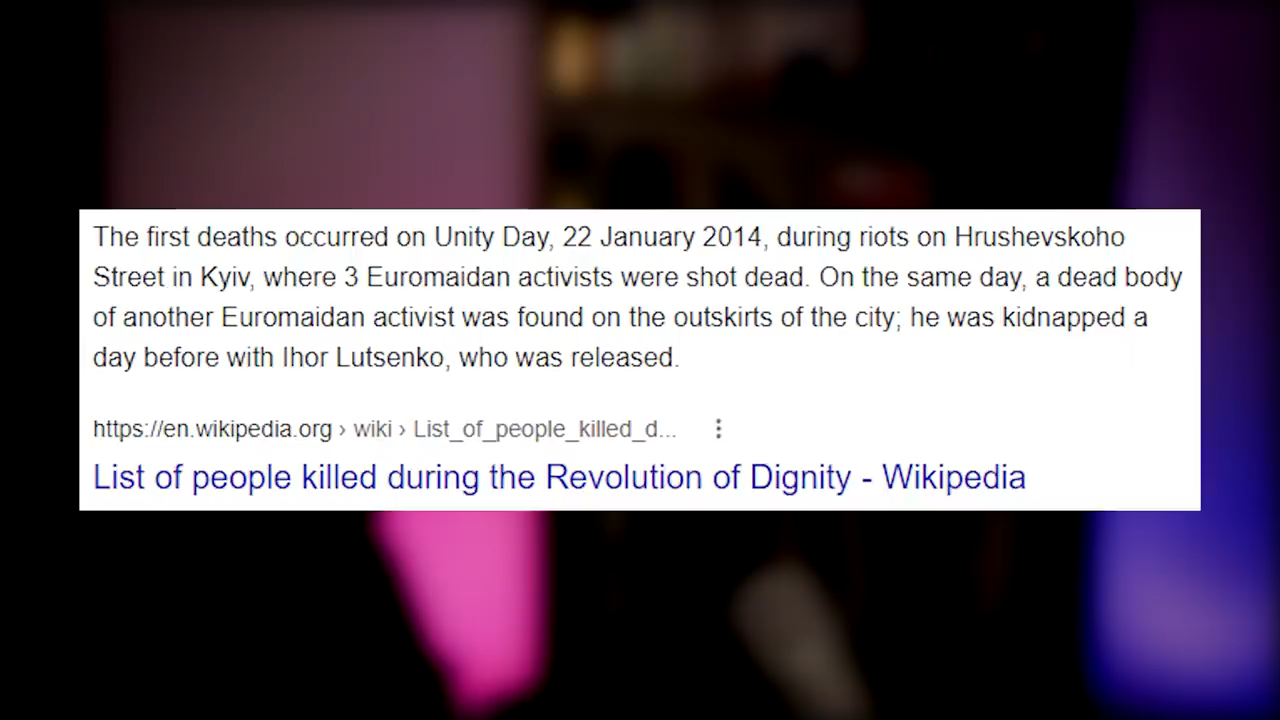 The first deaths occurred on Unity Day, 22 January 2014, during riots on Hrushevskoho
Street in Kyiv, where 3 Euromaidan activists were shot dead. On the same day, a dead body
of another Euromaidan activist was found on the outskirts of the city; he was kidnapped a
day before with Ihor Lutsenko, who was released.
https://en.wikipedia.org › wiki › List_of_people_killed_d...
List of people killed during the Revolution of Dignity - Wikipedia